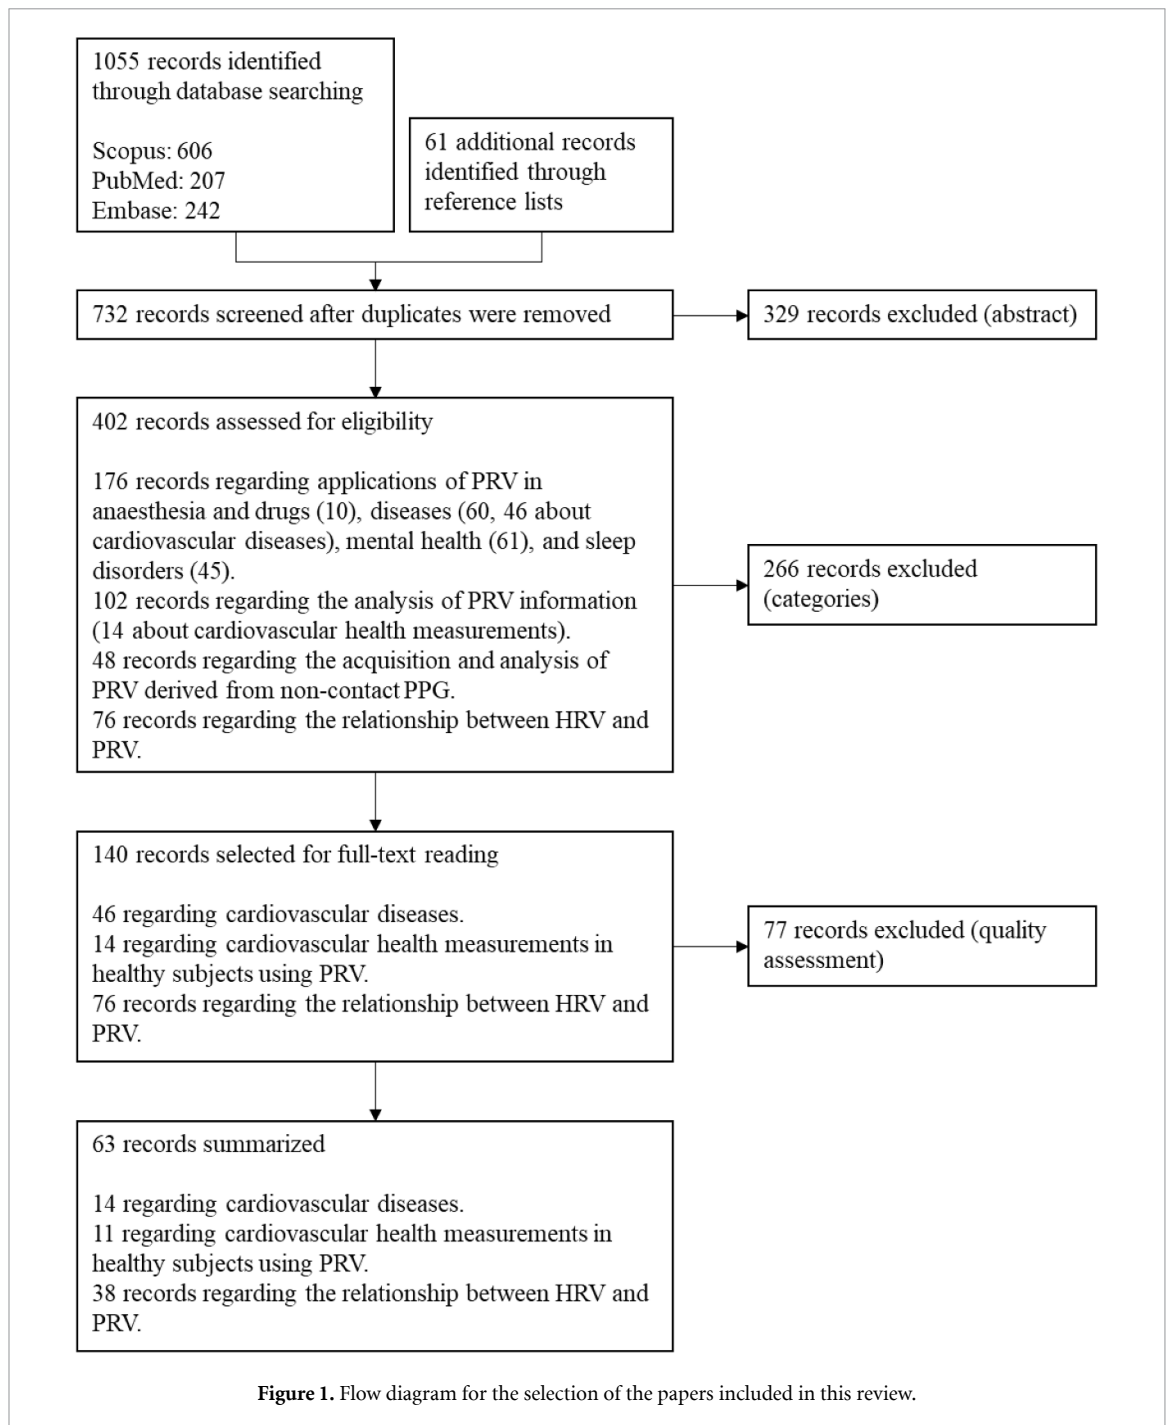 1055 records identified
through database searching
Scopus: 606
PubMed: 207
Embase: 242
61 additional records
identified through
reference lists
732 records screened after duplicates were removed
329 records excluded (abstract)
402 records assessed for eligibility
176 records regarding applications of PRV in
anaesthesia and drugs (10), diseases (60, 46 about
cardiovascular diseases), mental health (61), and sleep
disorders (45).
102 records regarding the analysis of PRV information
(14 about cardiovascular health measurements).
48 records regarding the acquisition and analysis of
PRV derived from non-contact PPG.
76 records regarding the relationship between HRV and
PRV.
266 records excluded
(categories)
140 records selected for full-text reading
46 regarding cardiovascular diseases.
14 regarding cardiovascular health measurements in
healthy subjects using PRV.
76 records regarding the relationship between HRV and
PRV.
77 records excluded (quality
assessment)
63 records summarized
14 regarding cardiovascular diseases.
11 regarding cardiovascular health measurements in
healthy subjects using PRV.
38 records regarding the relationship between HRV and
PRV.
Figure 1. Flow diagram for the selection of the papers included in this review.